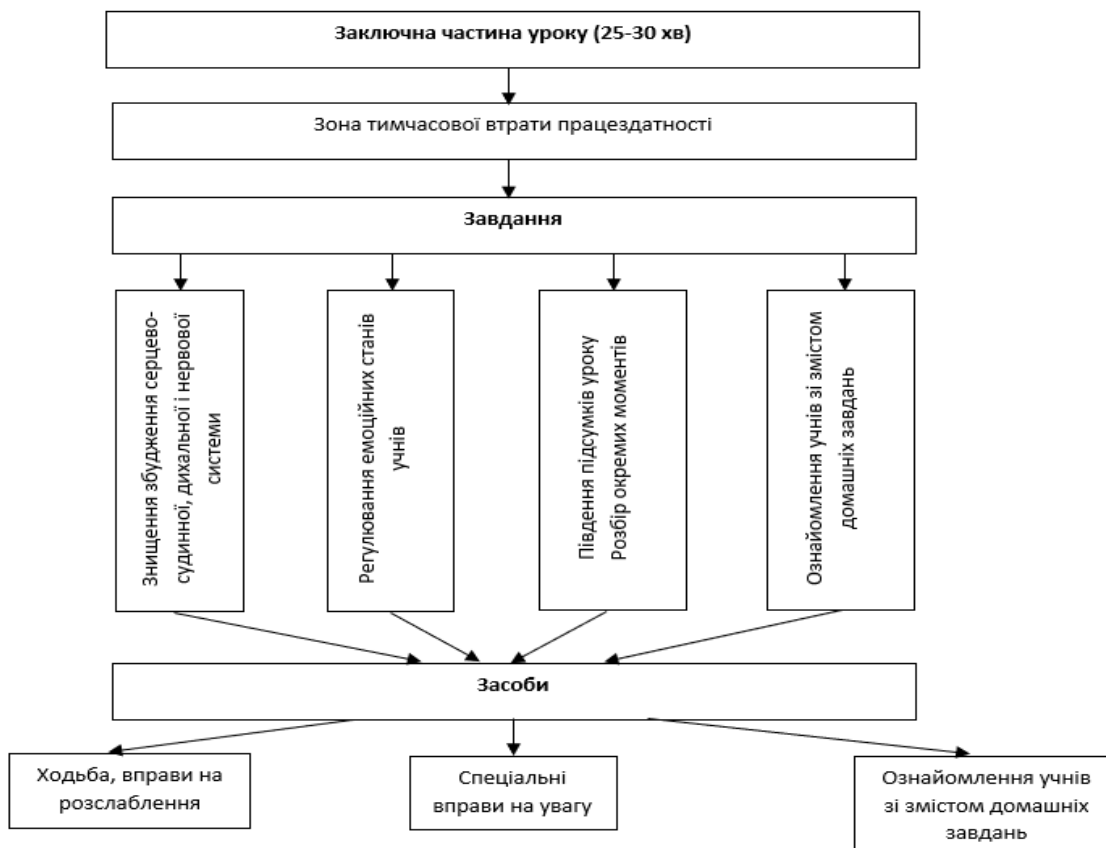 Заключна частина уроку (25-30 хв)
Зона тимчасової втрати працездатності
Завдання
Знищення збудження серцево-
судинної, дихальної і нервової
системи
Регулювання емоційних станів
учнів
Південня підсумків уроку
Розбір окремих моментів
Ознайомлення учнів зі змістом
домашніх завдань
Засоби
Ходьба, вправи на
розслаблення
Спеціальні
вправи на увагу
Ознайомлення учнів
зі змістом домашніх
завдань